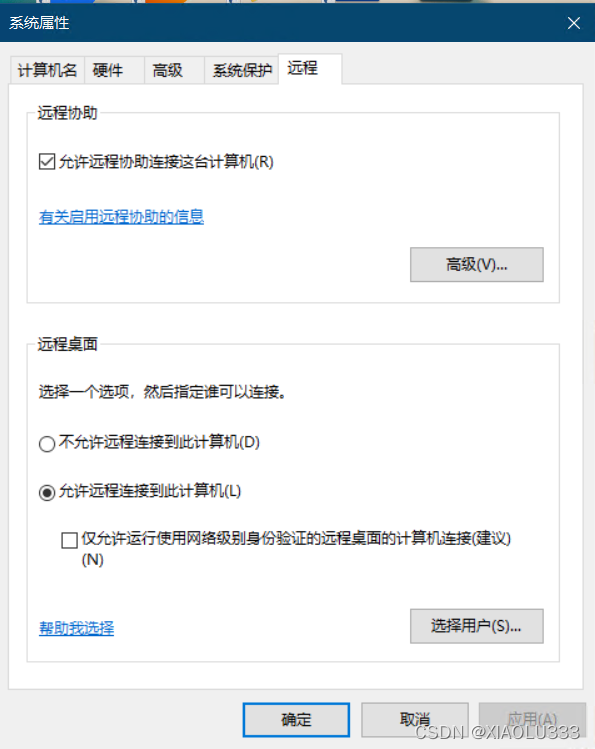 系统属性
计算机名 硬件 高级 系统保护 远程
远程协助
允许远程协助连接这台计算机(R)
有关启用远程协助的信息
高级(V)...
远程桌面
选择一个选项，然后指定谁可以连接。
不允许远程连接到此计算机(D)
允许远程连接到此计算机(L)
仅允许运行使用网络级别身份验证的远程桌面的计算机连接(建议)
(N)
帮助我选择
选择用户(S)...
确定 取消 应用(A)
CSDN @XIAOLU333